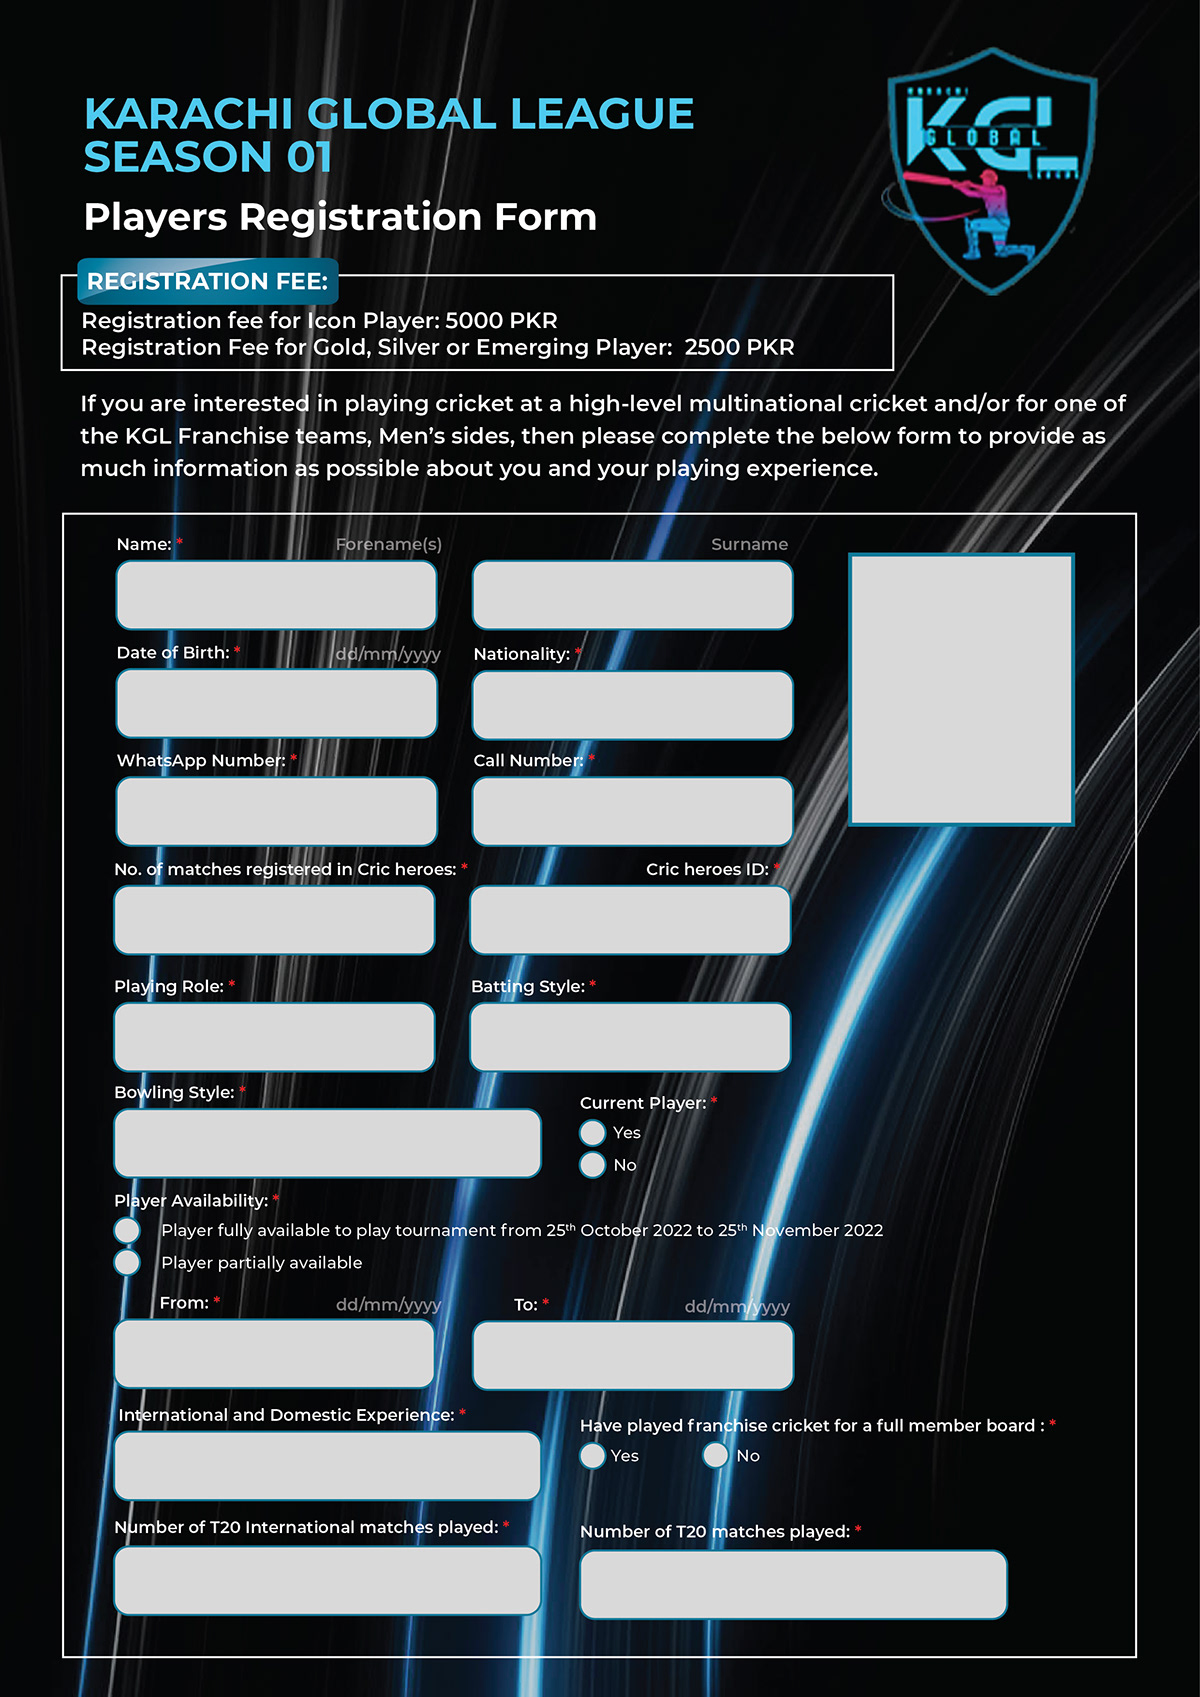 KARACHI GLOBAL LEAGUE
SEASON 01
KARACHI
KGL
GLOBAL
LEAGUE
Players Registration Form
REGISTRATION FEE:
Registration fee for Icon Player: 5000 PKR
Registration Fee for Gold, Silver or Emerging Player: 2500 PKR
If you are interested in playing cricket at a high-level multinational cricket and/or for one of
the KGL Franchise teams, Men’s sides, then please complete the below form to provide as
much information as possible about you and your playing experience.
Name: * Forename(s) Surname
Date of Birth: * dd/mm/yyyy Nationality: *
WhatsApp Number: * Call Number: *
No. of matches registered in Cric heroes: * Cric heroes ID: *
Playing Role: * Batting Style: *
Bowling Style: *
Current Player: *
Yes
No
Player Availability: *
Player fully available to play tournament from 25th October 2022 to 25th November 2022
Player partially available
From: * dd/mm/yyyy To: * dd/mm/yyyy
International and Domestic Experience: *
Have played franchise cricket for a full member board : *
Yes No
Number of T20 International matches played: * Number of T20 matches played: *